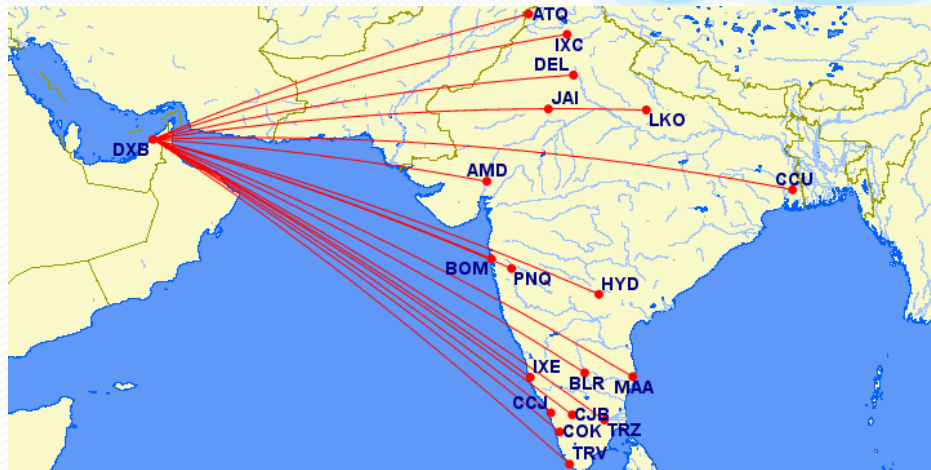 ATQ
IXC
DEL
JAI
LKO
DXB
AMD
CCU
BOM
PNQ
HYD
IXE
BLR
MAA
CCJ
CJB
COK
TRZ
TRV